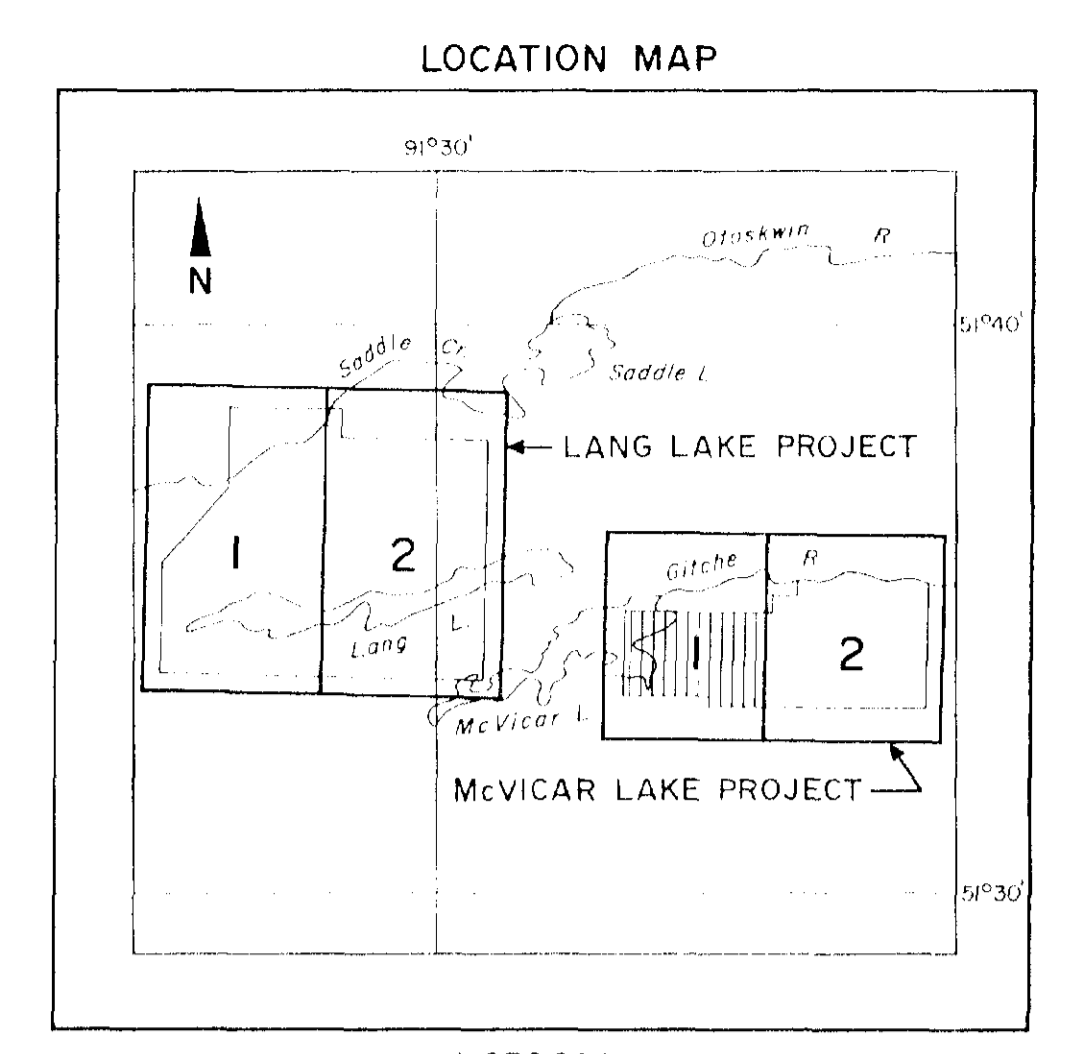 LOCATION MAP
91°30'
N
Otoskwin R
51°40'
Saddle Cr.
Saddle L
LANG LAKE PROJECT
1
2
Gitche R
Lang L.
1
2
McVicar L
McVICAR LAKE PROJECT
51°30'